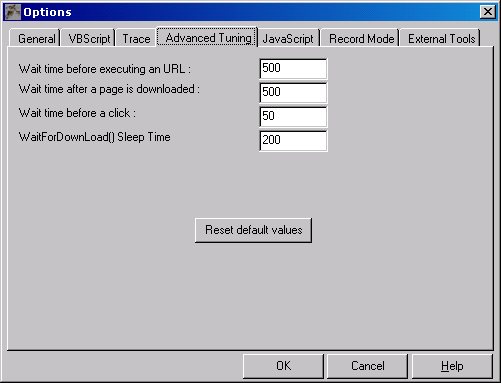 Options
General VBScript Trace Advanced Tuning JavaScript Record Mode External Tools
Wait time before executing an URL : 500
Wait time after a page is downloaded : 500
Wait time before a click : 50
WaitForDownLoad() Sleep Time 200
Reset default values
OK Cancel Help